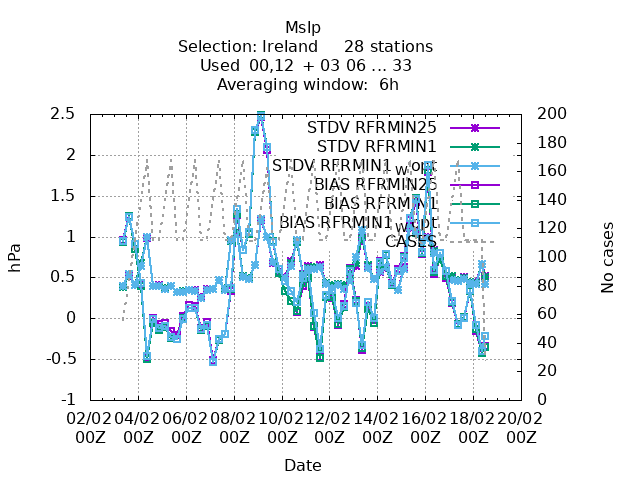 Mslp
Selection: Ireland 28 stations
Used 00,12 + 03 06 ... 33
Averaging window: 6h
2.5
2
1.5
1
0.5
0
-0.5
-1
hPa
200
180
160
140
120
100
80
60
40
20
0
No cases
STDV RFRMIN25
STDV RFRMIN1
STDV RFRMIN1_wopt
BIAS RFRMIN25
BIAS RFRMIN1
BIAS RFRMIN1_wopt
CASES
02/02 04/02 06/02 08/02 10/02 12/02 14/02 16/02 18/02 20/02
00Z 00Z 00Z 00Z 00Z 00Z 00Z 00Z 00Z 00Z
Date